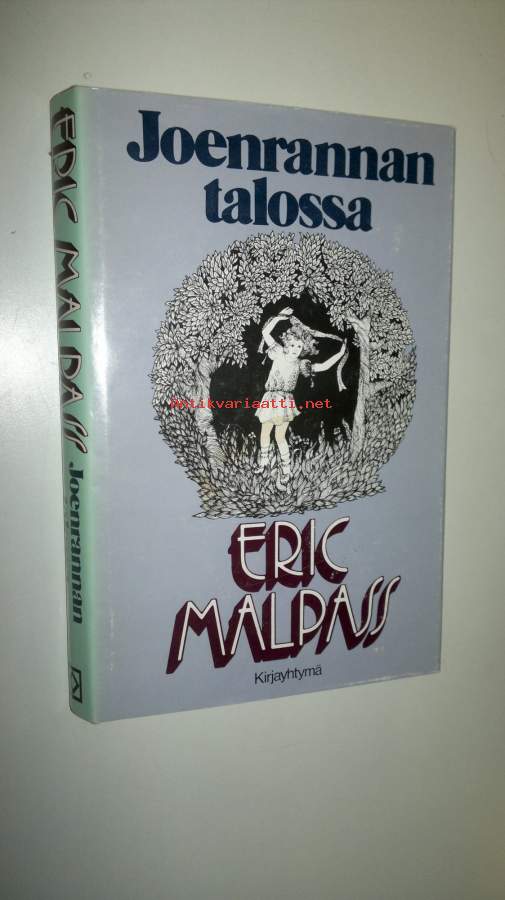 Joenrannan
talossa
antikvariaatti.net
ERIC
MALPASS
Kirjayhtymä
ERIC MALPASS Joenrannan